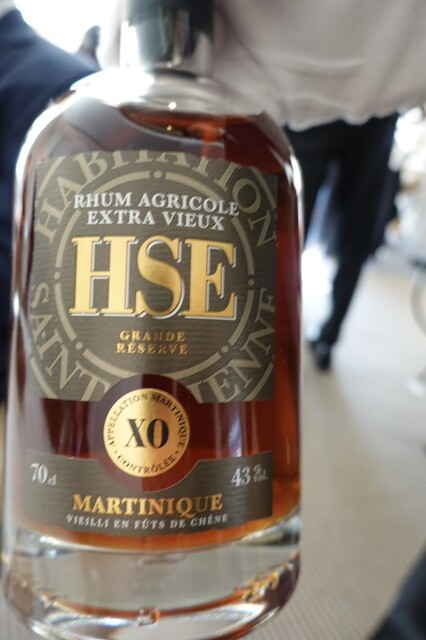 HABITATION
RHUM AGRICOLE
EXTRA VIEUX
HSE
GRANDE
RÉSERVE
SAINT ETIENNE
APPELLATION MARTINIQUE
XO
• CONTRÔLÉE •
70cl
43% vol.
MARTINIQUE
VIEILLI EN FÛTS DE CHÊNE